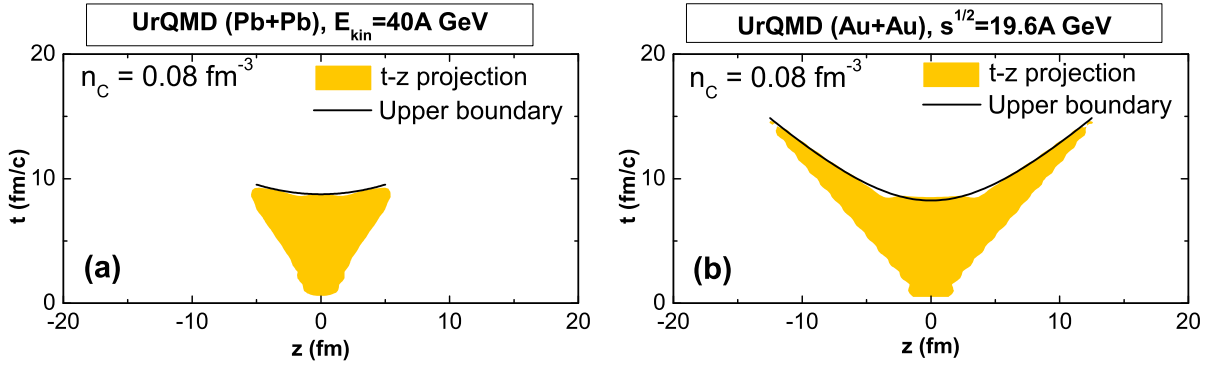 UrQMD (Pb+Pb), E_kin=40A GeV
n_C = 0.08 fm^-3
t-z projection
Upper boundary
t (fm/c)
20
10
0
(a)
-20 -10 0 10 20
z (fm)
UrQMD (Au+Au), s^1/2=19.6A GeV
n_C = 0.08 fm^-3
t-z projection
Upper boundary
t (fm/c)
20
10
0
(b)
-20 -10 0 10 20
z (fm)